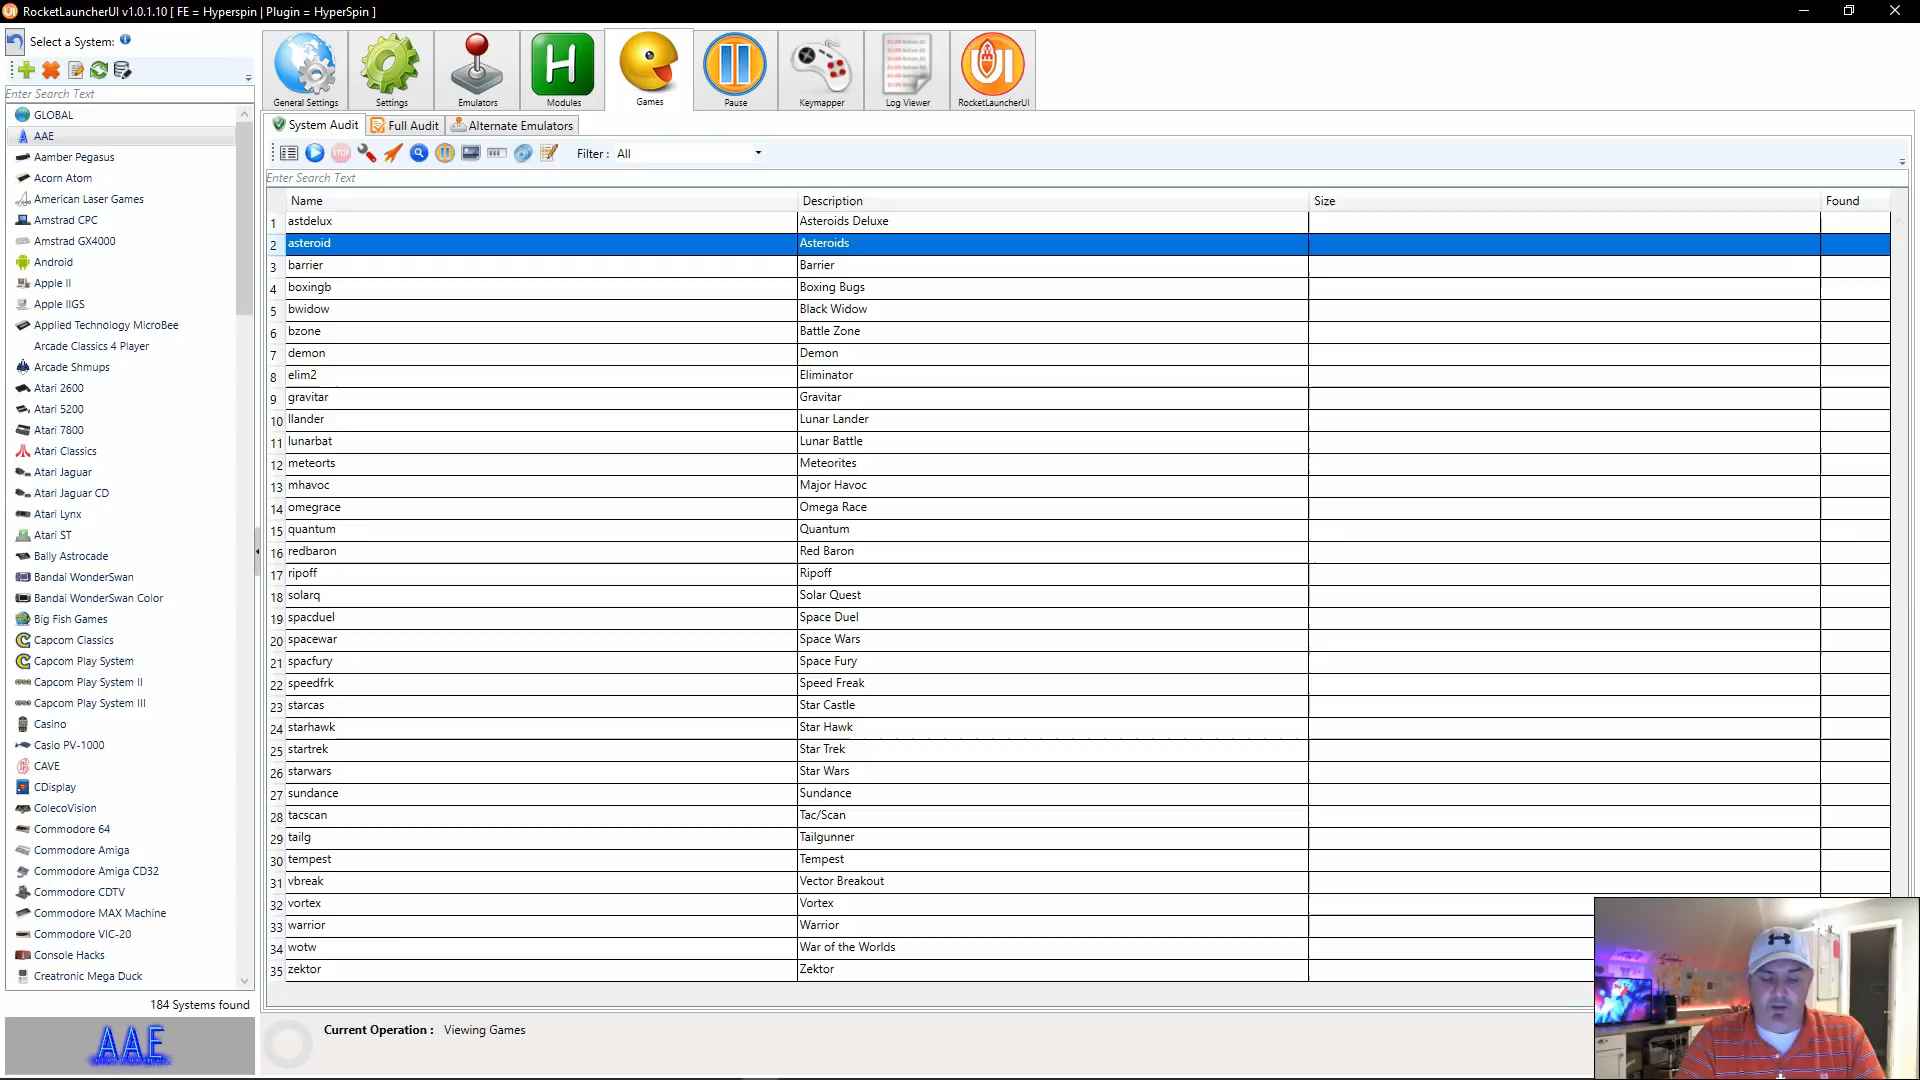 RocketLauncherUI v1.0.1.10 [ FE = Hyperspin | Plugin = HyperSpin ]
Select a System:
Enter Search Text
GLOBAL
AAE
Aamber Pegasus
Acorn Atom
American Laser Games
Amstrad CPC
Amstrad GX4000
Android
Apple II
Apple IIGS
Applied Technology MicroBee
Arcade Classics 4 Player
Arcade Shmups
Atari 2600
Atari 5200
Atari 7800
Atari Classics
Atari Jaguar
Atari Jaguar CD
Atari Lynx
Atari ST
Bally Astrocade
Bandai WonderSwan
Bandai WonderSwan Color
Big Fish Games
Capcom Classics
Capcom Play System
Capcom Play System II
Capcom Play System III
Casino
Casio PV-1000
CAVE
CDisplay
ColecoVision
Commodore 64
Commodore Amiga
Commodore Amiga CD32
Commodore CDTV
Commodore MAX Machine
Commodore VIC-20
Console Hacks
Creatronic Mega Duck
184 Systems found
AAE
General Settings
Settings
Emulators
H
Modules
Games
Pause
Keymapper
Log Viewer
UI
RocketLauncherUI
System Audit
Full Audit
Alternate Emulators
STOP
Filter : All
Enter Search Text
Name Description Size Found
1 astdelux Asteroids Deluxe
2 asteroid Asteroids
3 barrier Barrier
4 boxingb Boxing Bugs
5 bwidow Black Widow
6 bzone Battle Zone
7 demon Demon
8 elim2 Eliminator
9 gravitar Gravitar
10 llander Lunar Lander
11 lunarbat Lunar Battle
12 meteorts Meteorites
13 mhavoc Major Havoc
14 omegrace Omega Race
15 quantum Quantum
16 redbaron Red Baron
17 ripoff Ripoff
18 solarq Solar Quest
19 spacduel Space Duel
20 spacewar Space Wars
21 spacfury Space Fury
22 speedfrk Speed Freak
23 starcas Star Castle
24 starhawk Star Hawk
25 startrek Star Trek
26 starwars Star Wars
27 sundance Sundance
28 tacscan Tac/Scan
29 tailg Tailgunner
30 tempest Tempest
31 vbreak Vector Breakout
32 vortex Vortex
33 warrior Warrior
34 wotw War of the Worlds
35 zektor Zektor
Current Operation : Viewing Games